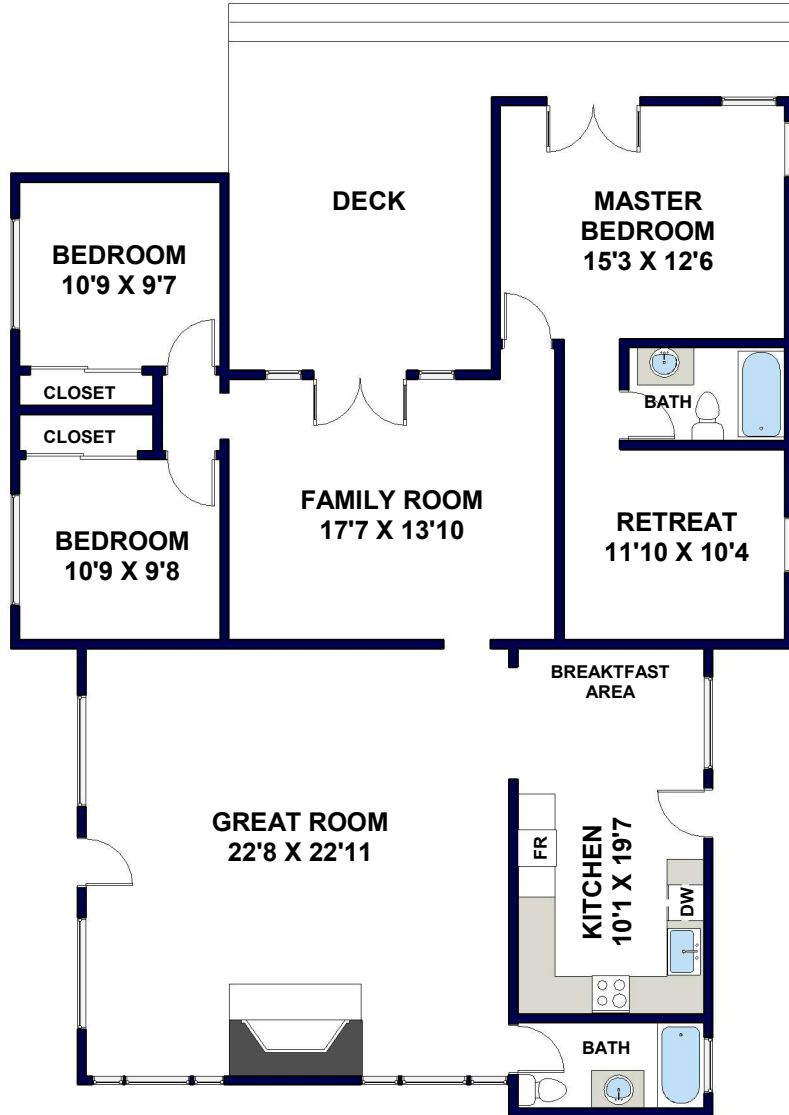 DECK
MASTER
BEDROOM
15'3 X 12'6
BEDROOM
10'9 X 9'7
CLOSET
BATH
CLOSET
FAMILY ROOM
17'7 X 13'10
RETREAT
11'10 X 10'4
BEDROOM
10'9 X 9'8
BREAKTFAST
AREA
GREAT ROOM
22'8 X 22'11
FR
KITCHEN
10'1 X 19'7
DW
BATH